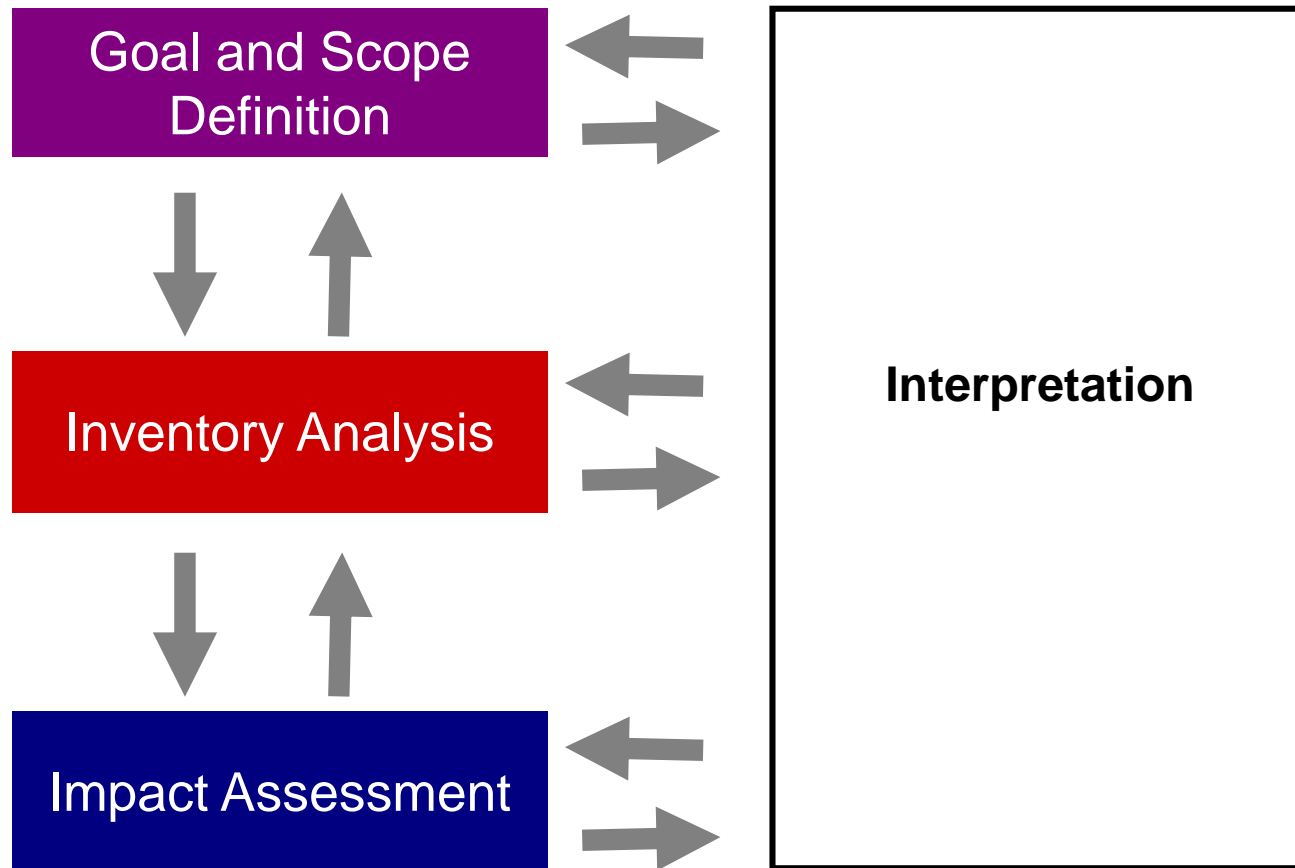 Goal and Scope
Definition
Inventory Analysis
Interpretation
Impact Assessment